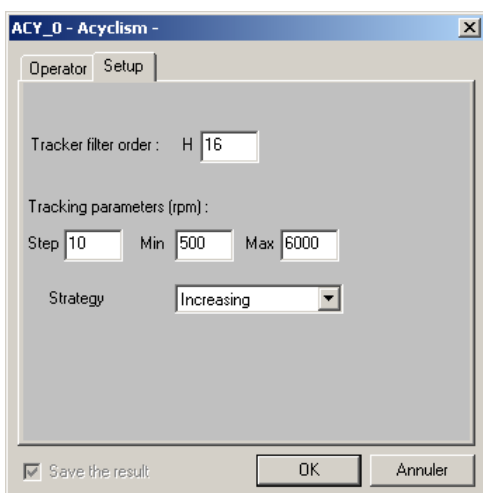 ACY_0 - Acyclism -
Operator Setup
Tracker filter order : H 16
Tracking parameters (rpm) :
Step 10 Min 500 Max 6000
Strategy Increasing
Save the result OK Annuler